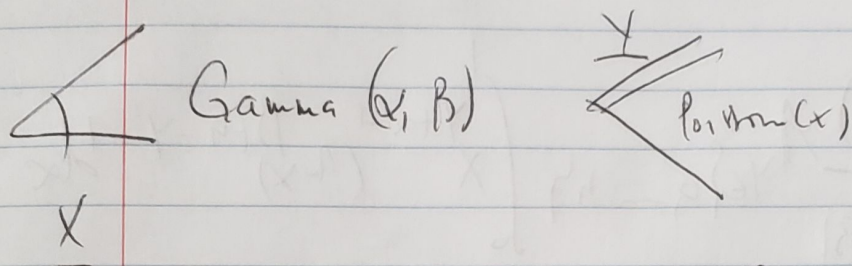 X Gamma (α, β) Y Poisson (x)